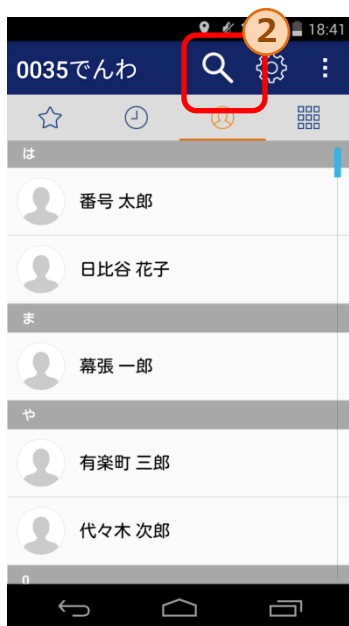 2
18:41
0035でんわ
は
番号 太郎
日比谷 花子
ま
幕張 一郎
や
有楽町 三郎
代々木 次郎